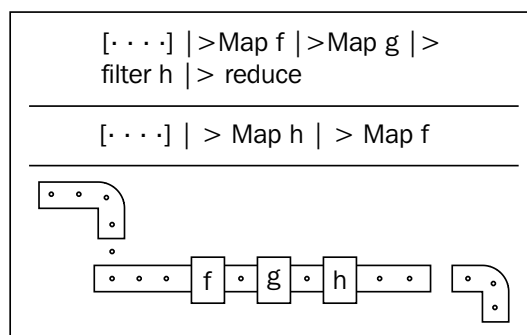 [· · · ·] |>Map f |>Map g |>
filter h |> reduce
[· · · ·] | > Map h | > Map f
f g h